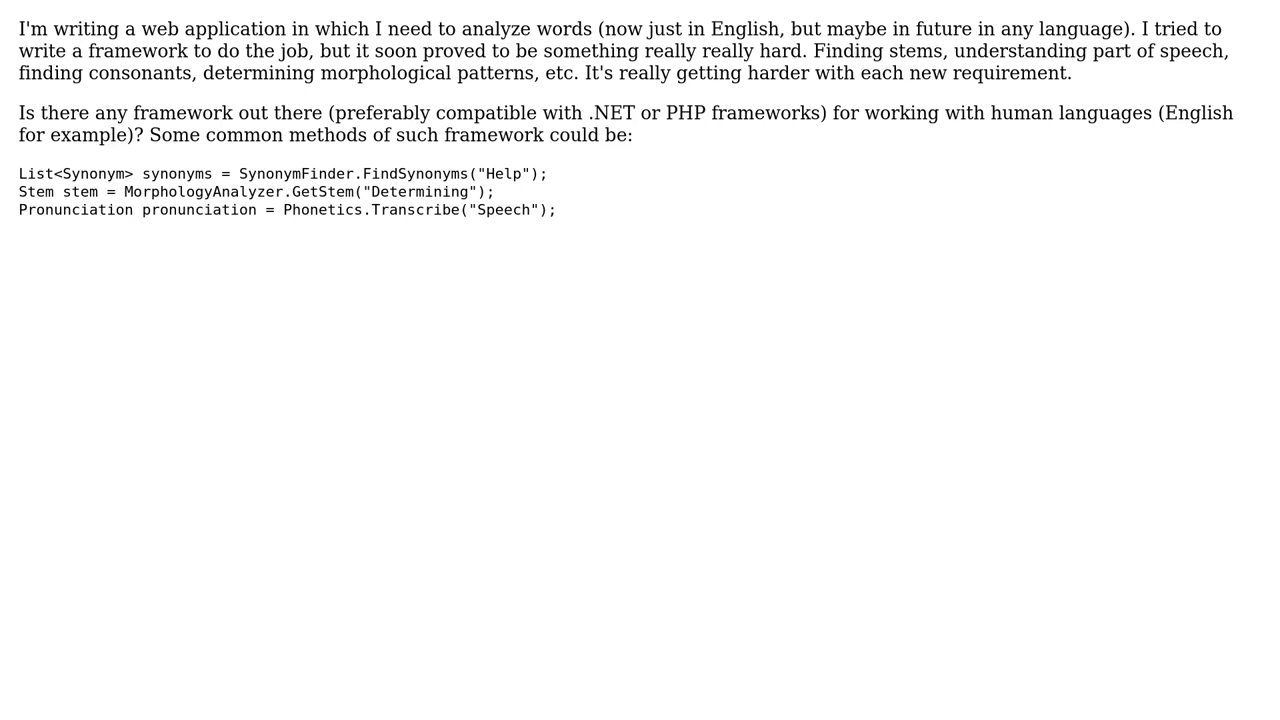 I'm writing a web application in which I need to analyze words (now just in English, but maybe in future in any language). I tried to
write a framework to do the job, but it soon proved to be something really really hard. Finding stems, understanding part of speech,
finding consonants, determining morphological patterns, etc. It's really getting harder with each new requirement.
Is there any framework out there (preferably compatible with .NET or PHP frameworks) for working with human languages (English
for example)? Some common methods of such framework could be:
List<Synonym> synonyms = SynonymFinder.FindSynonyms("Help");
Stem stem = MorphologyAnalyzer.GetStem("Determining");
Pronunciation pronunciation = Phonetics.Transcribe("Speech");